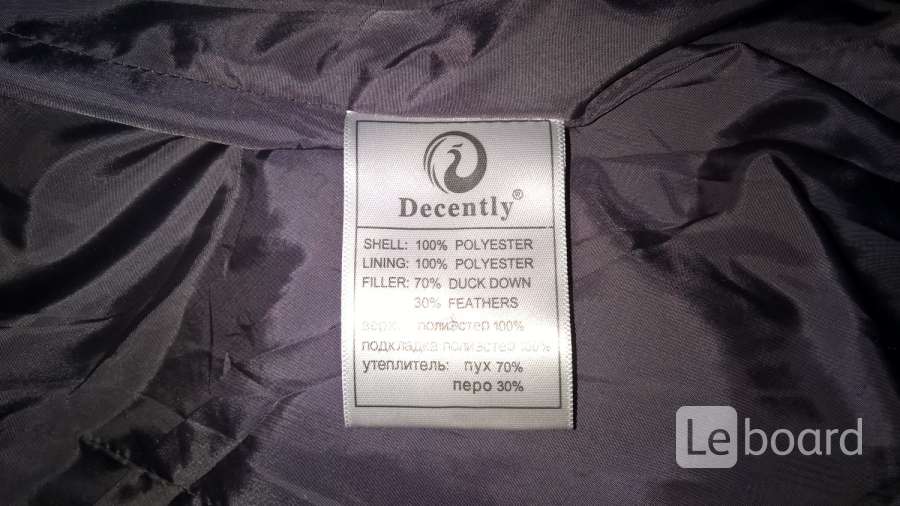 Decently®
SHELL: 100% POLYESTER
LINING: 100% POLYESTER
FILLER: 70% DUCK DOWN
30% FEATHERS
верх: полиэстер 100%
подкладка полиэстер 100%
утеплитель: пух 70%
перо 30%
Leboard